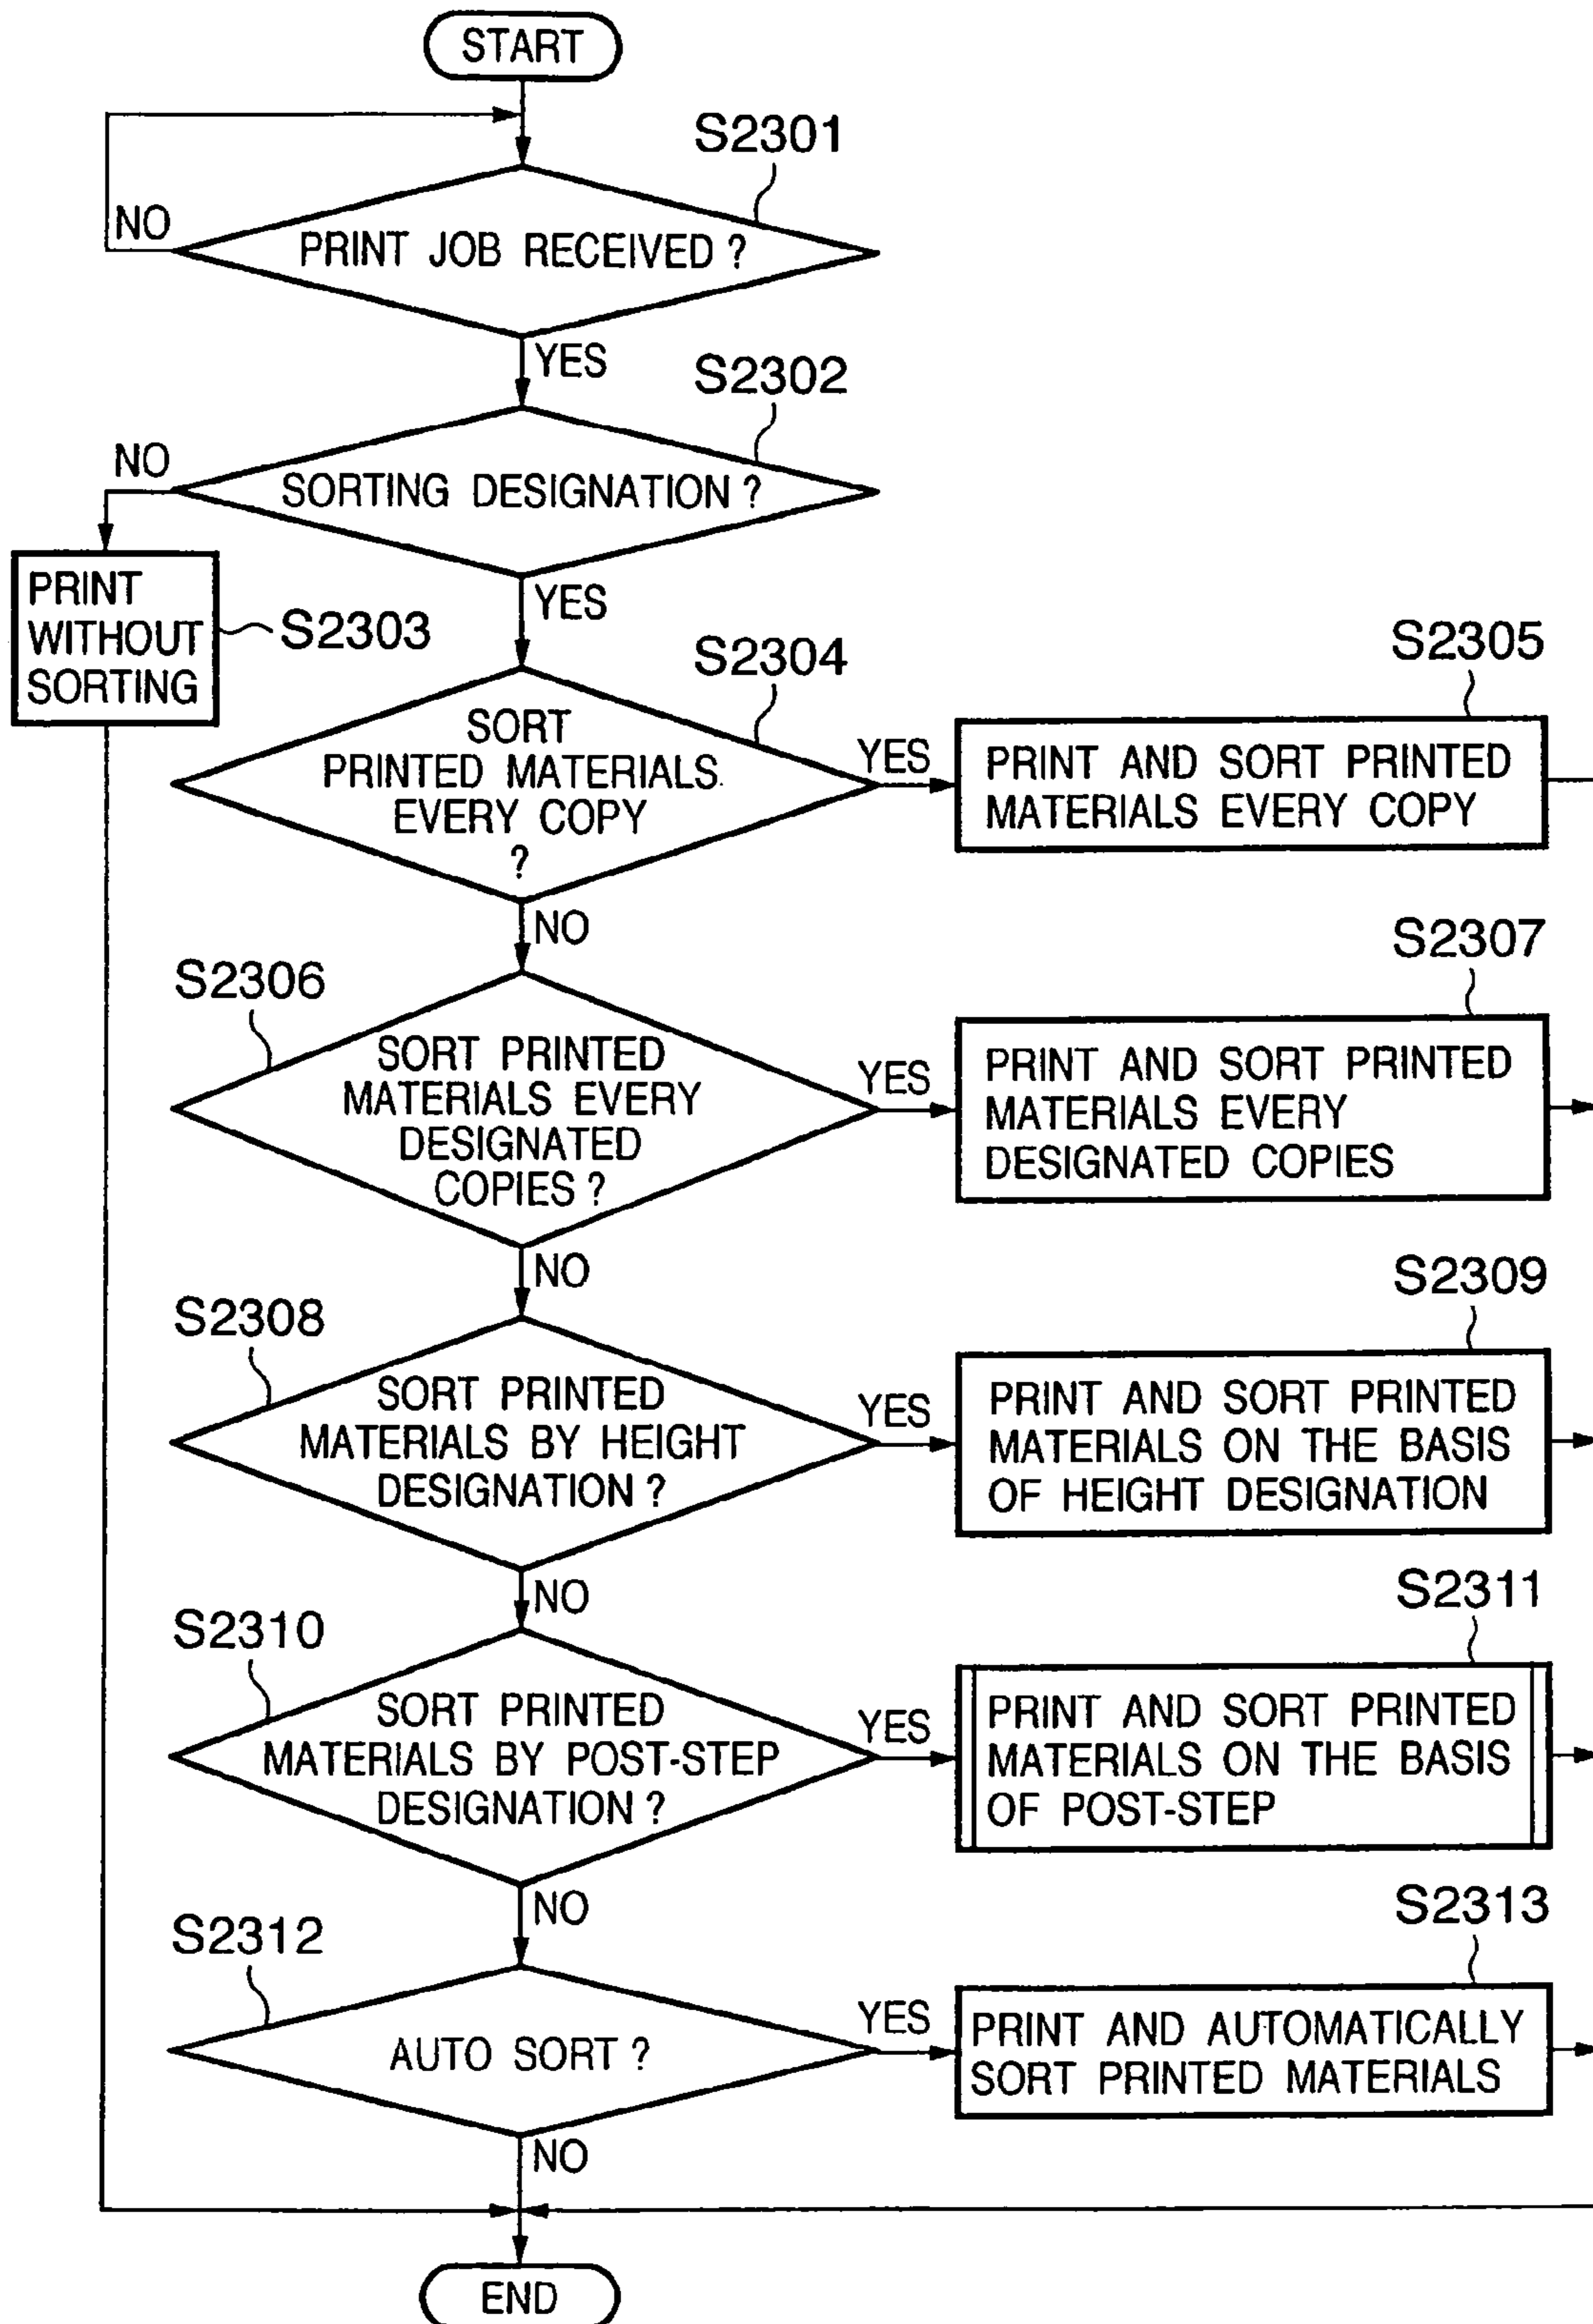 START
S2301
NO
PRINT JOB RECEIVED ?
YES
S2302
NO
SORTING DESIGNATION ?
PRINT
WITHOUT
SORTING
S2303
YES
S2304
S2305
SORT
PRINTED MATERIALS
EVERY COPY
?
YES
PRINT AND SORT PRINTED
MATERIALS EVERY COPY
NO
S2306
S2307
SORT PRINTED
MATERIALS EVERY
DESIGNATED
COPIES ?
YES
PRINT AND SORT PRINTED
MATERIALS EVERY
DESIGNATED COPIES
NO
S2308
S2309
SORT PRINTED
MATERIALS BY HEIGHT
DESIGNATION ?
YES
PRINT AND SORT PRINTED
MATERIALS ON THE BASIS
OF HEIGHT DESIGNATION
NO
S2310
S2311
SORT PRINTED
MATERIALS BY POST-STEP
DESIGNATION ?
YES
PRINT AND SORT PRINTED
MATERIALS ON THE BASIS
OF POST-STEP
NO
S2312
S2313
AUTO SORT ?
YES
PRINT AND AUTOMATICALLY
SORT PRINTED MATERIALS
NO
END